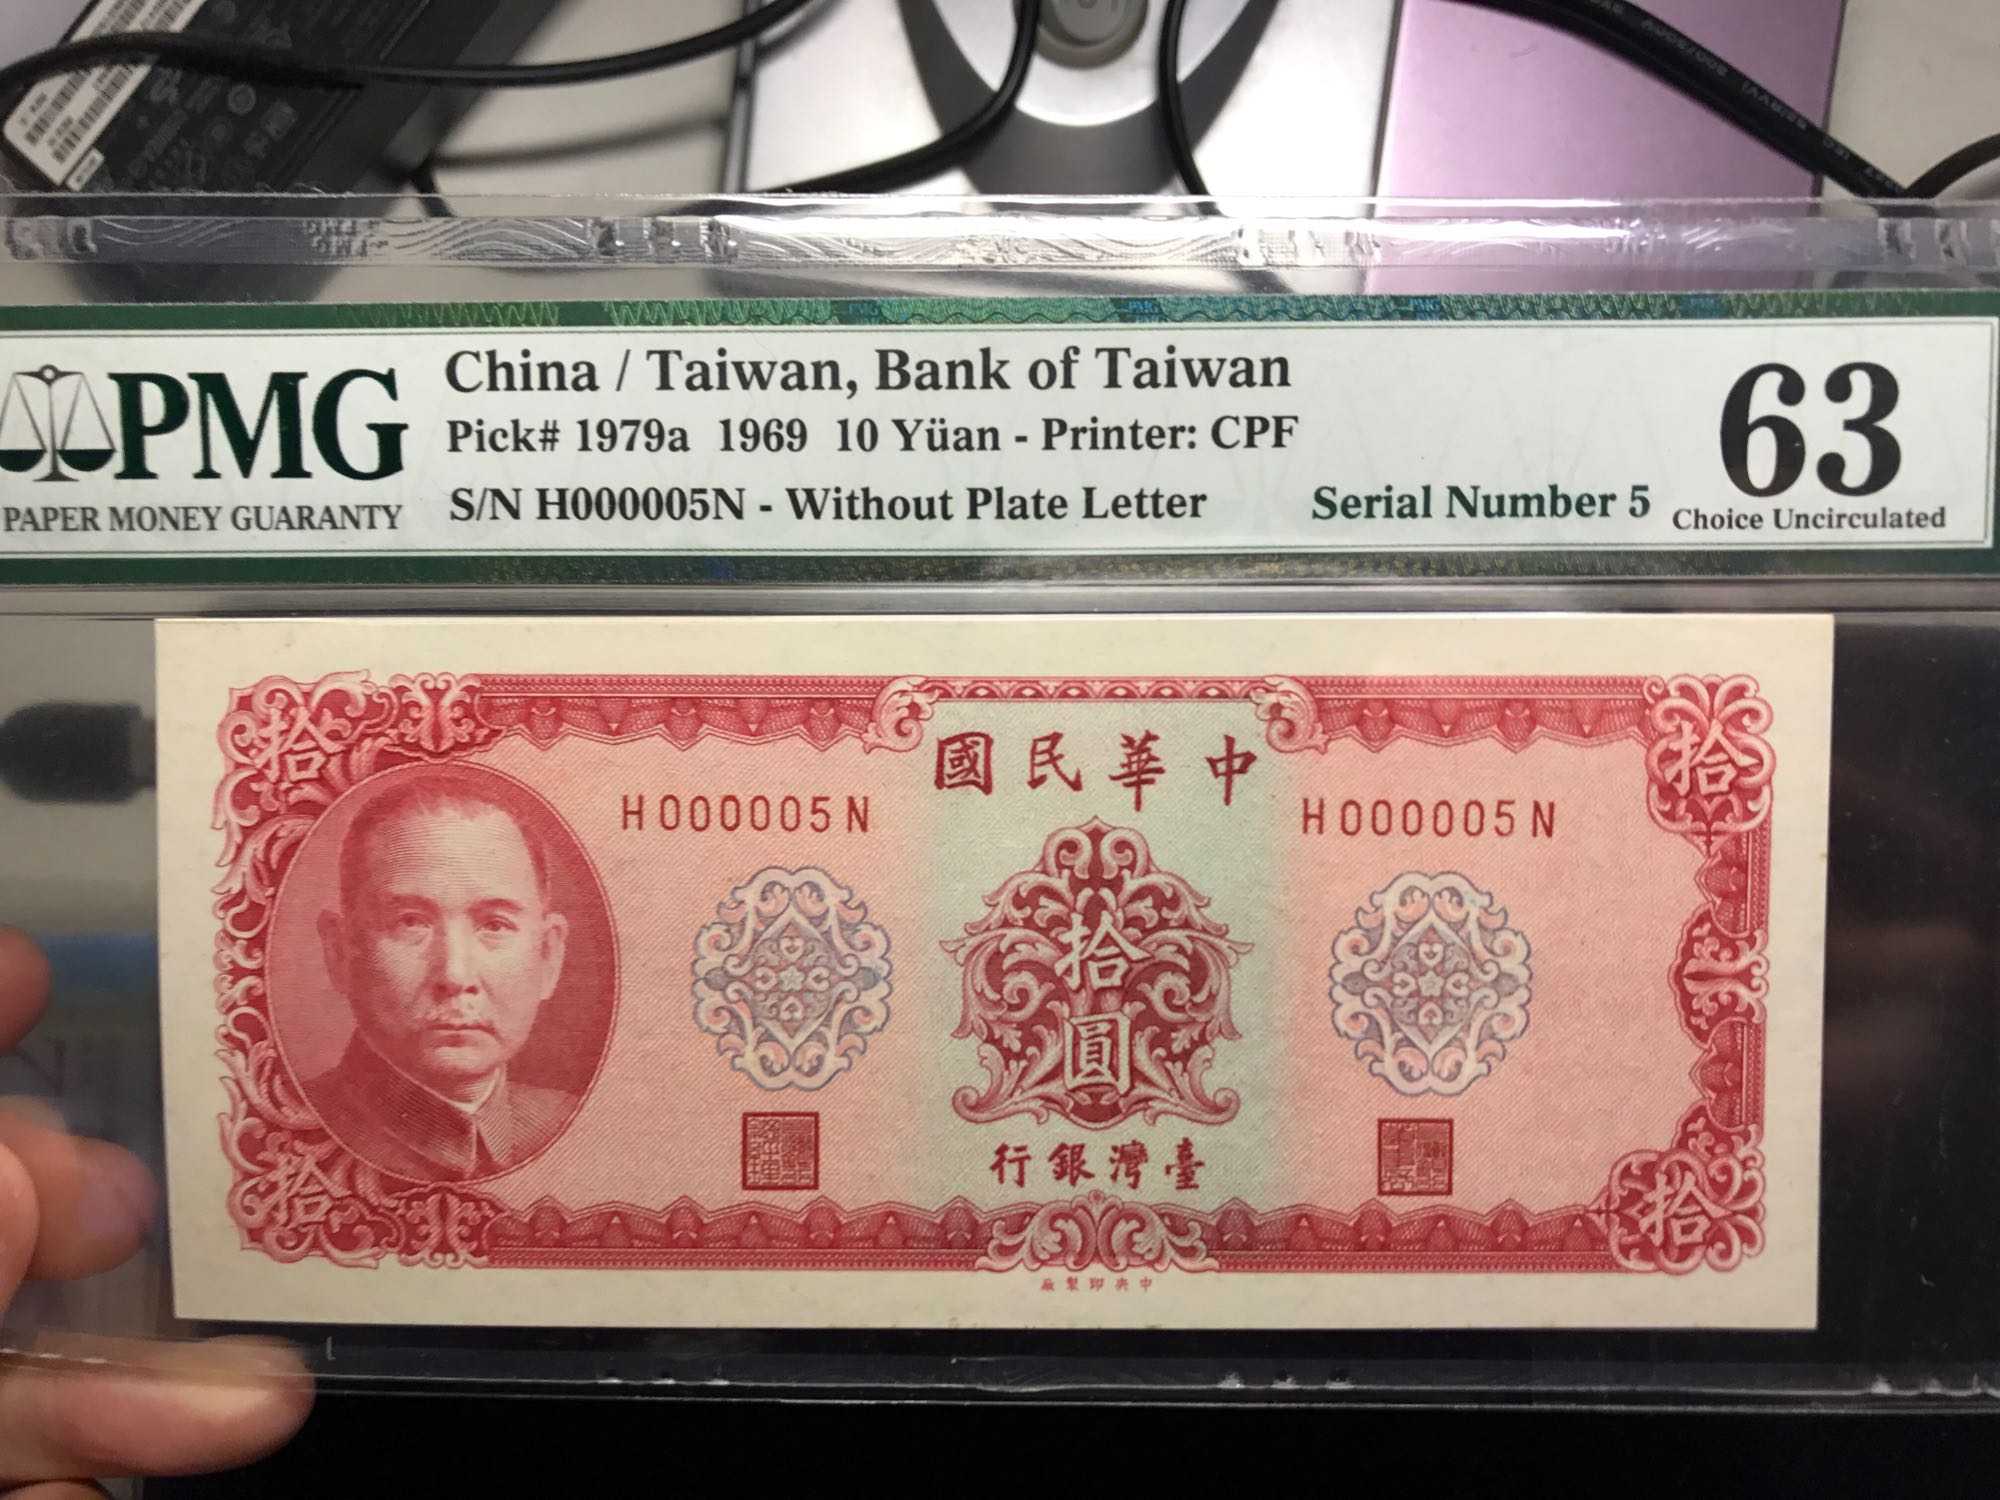 China / Taiwan, Bank of Taiwan
PMG
Pick# 1979a 1969 10 Yüan - Printer: CPF
63
S/N H000005N - Without Plate Letter
Serial Number 5
PAPER MONEY GUARANTY
Choice Uncirculated
拾
拾
國民華中
H000005N
H000005N
拾圓
行銀灣臺
拾
拾
廠製印央中